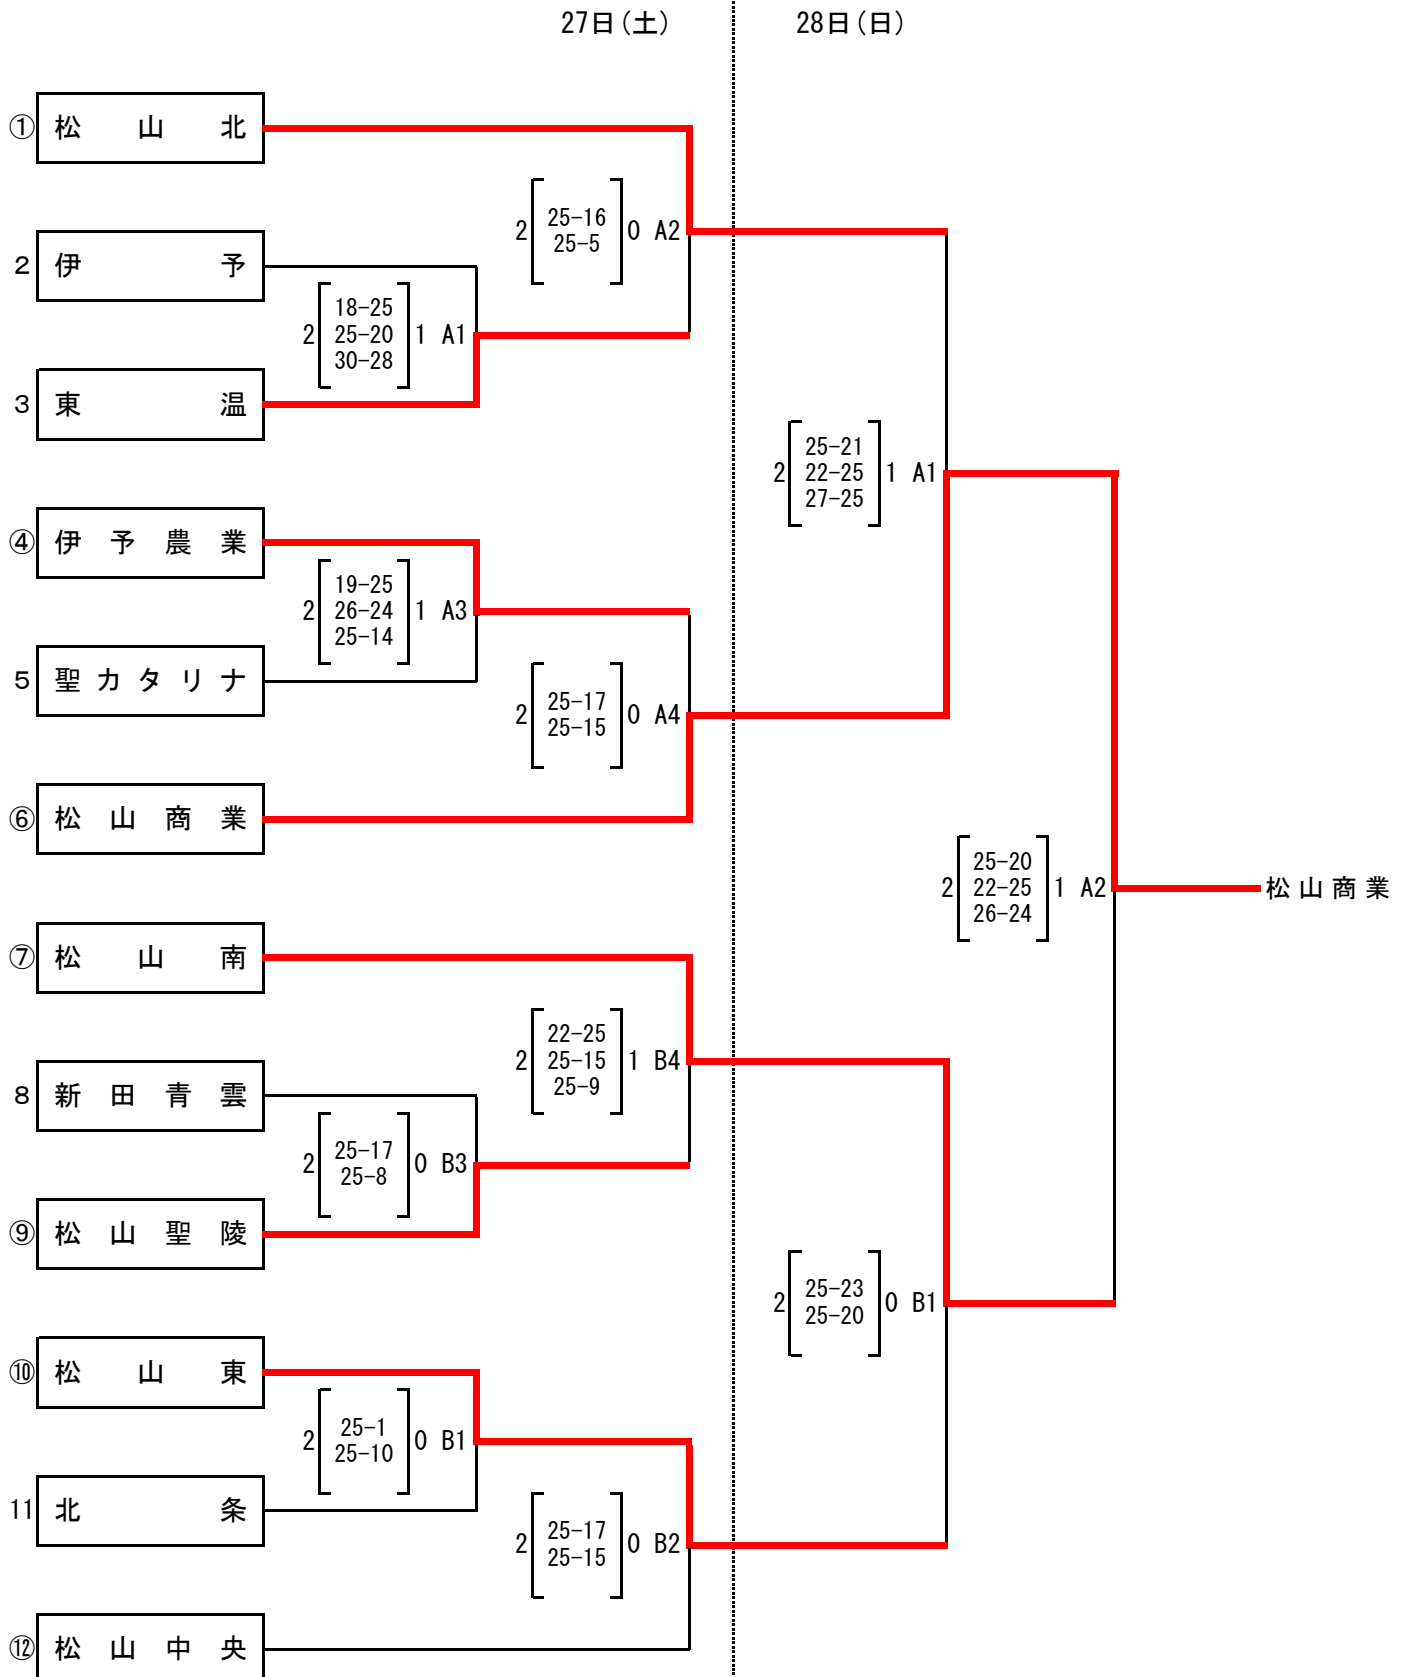 27日(土) 28日(日)
① 松山北
2[25-16 25-5]0 A2
2 伊予
2[18-25 25-20 30-28]1 A1
3 東温
2[25-21 22-25 27-25]1 A1
④ 伊予農業
2[19-25 26-24 25-14]1 A3
5 聖カタリナ
2[25-17 25-15]0 A4
⑥ 松山商業
2[25-20 22-25 26-24]1 A2
松山商業
⑦ 松山南
2[22-25 25-15 25-9]1 B4
8 新田青雲
2[25-17 25-8]0 B3
⑨ 松山聖陵
2[25-23 25-20]0 B1
⑩ 松山東
2[25-1 25-10]0 B1
11 北条
2[25-17 25-15]0 B2
⑫ 松山中央